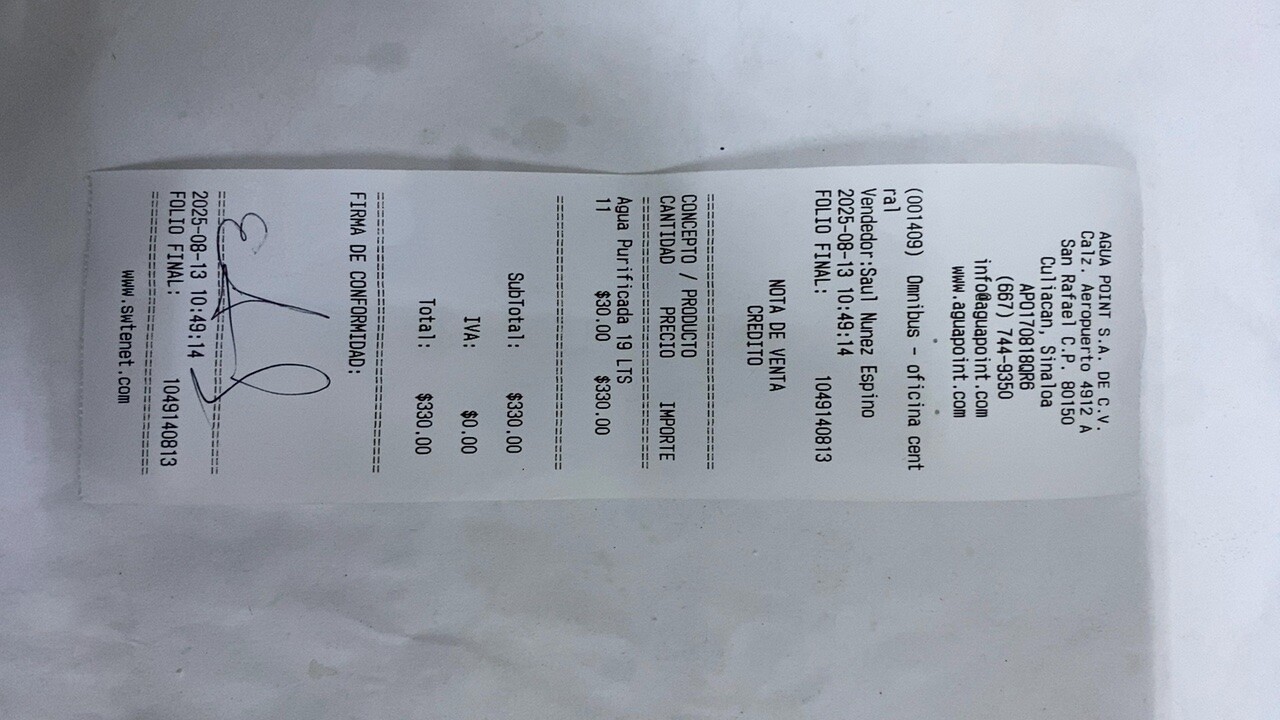 AGUA POINT S.A. DE C.V.
Calz. Aeropuerto 4912 A
San Rafael C.P. 80150
Culiacan, Sinaloa
APO170818QR6
(667) 744-9350
info@aguapoint.com
www.aguapoint.com
(001409) Omnibus - oficina cent
ral
Vendedor:Saul Nunez Espino
2025-08-13 10:49:14
FOLIO FINAL: 1049140813
NOTA DE VENTA
CREDITO
================================
CONCEPTO / PRODUCTO
CANTIDAD PRECIO IMPORTE
================================
Agua Purificada 19 LTS
11 $30.00 $330.00
================================
SubTotal: $330.00
IVA: $0.00
Total: $330.00
================================
FIRMA DE CONFORMIDAD:
================================
2025-08-13 10:49:14
FOLIO FINAL: 1049140813
================================
www.swtenet.com